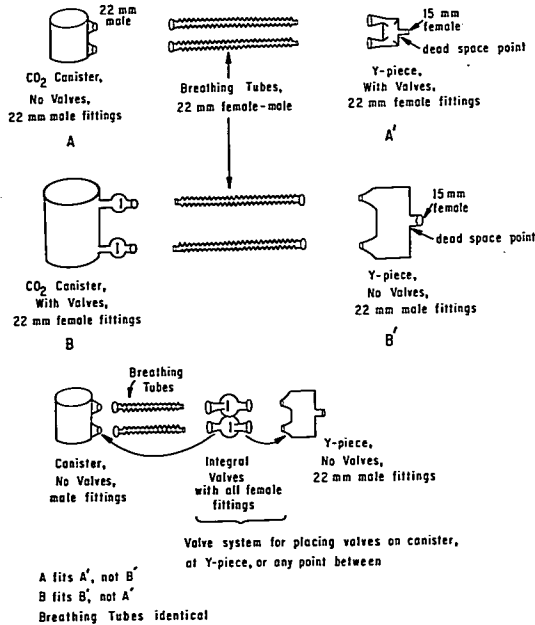 22 mm
male
CO2 Canister,
No Valves,
22 mm male fittings
A
Breathing Tubes,
22 mm female-male
15 mm
female
dead space point
Y-piece,
With Valves,
22 mm female fittings
A'
CO2 Canister,
With Valves,
22 mm female fittings
B
15 mm
female
dead space point
Y-piece,
No Valves,
22 mm male fittings
B'
Breathing
Tubes
Canister,
No Valves,
male fittings
Integral
Valves
with all female
fittings
Y-piece,
No Valves,
22 mm male fittings
Valve system for placing valves on canister,
at Y-piece, or any point between
A fits A', not B'
B fits B', not A'
Breathing Tubes identical